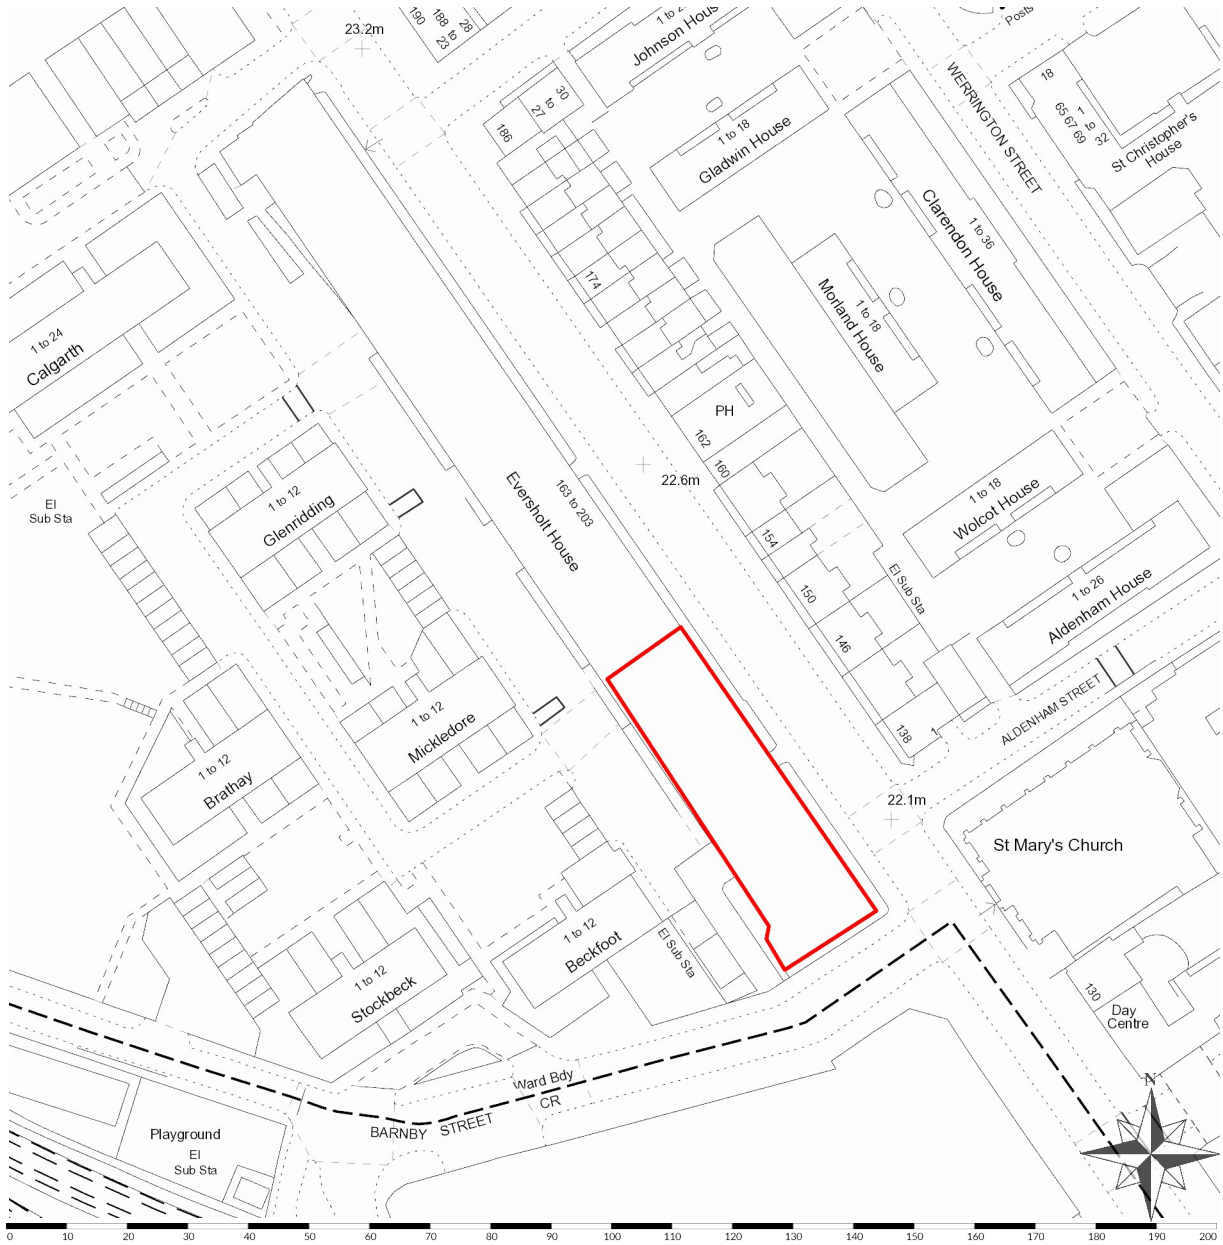 190
188
23
to
28
23.2m
1 to 2
Johnson Hous
Posts
186
27
to
30
1 to 18
Gladwin House
WERRINGTON STREET
18
65 67 69
1
to
32
St Christopher's
House
1 to 36
Clarendon House
174
1
to
18
Morland House
1 to 24
Calgarth
PH
162
160
22.6m
163 to 203
Eversholt House
El
Sub Sta
1 to 12
Glenridding
154
150
146
El Sub Sta
1 to 18
Wolcot House
1 to 26
Aldenham House
138
1
ALDENHAM STREET
1 to 12
Mickledore
1 to 12
Brathay
22.1m
St Mary's Church
1 to 12
Beckfoot
El Sub Sta
1 to 12
Stockbeck
130
Day
Centre
Ward Bdy
CR
BARNBY STREET
Playground
El
Sub Sta
N
0 10 20 30 40 50 60 70 80 90 100 110 120 130 140 150 160 170 180 190 200